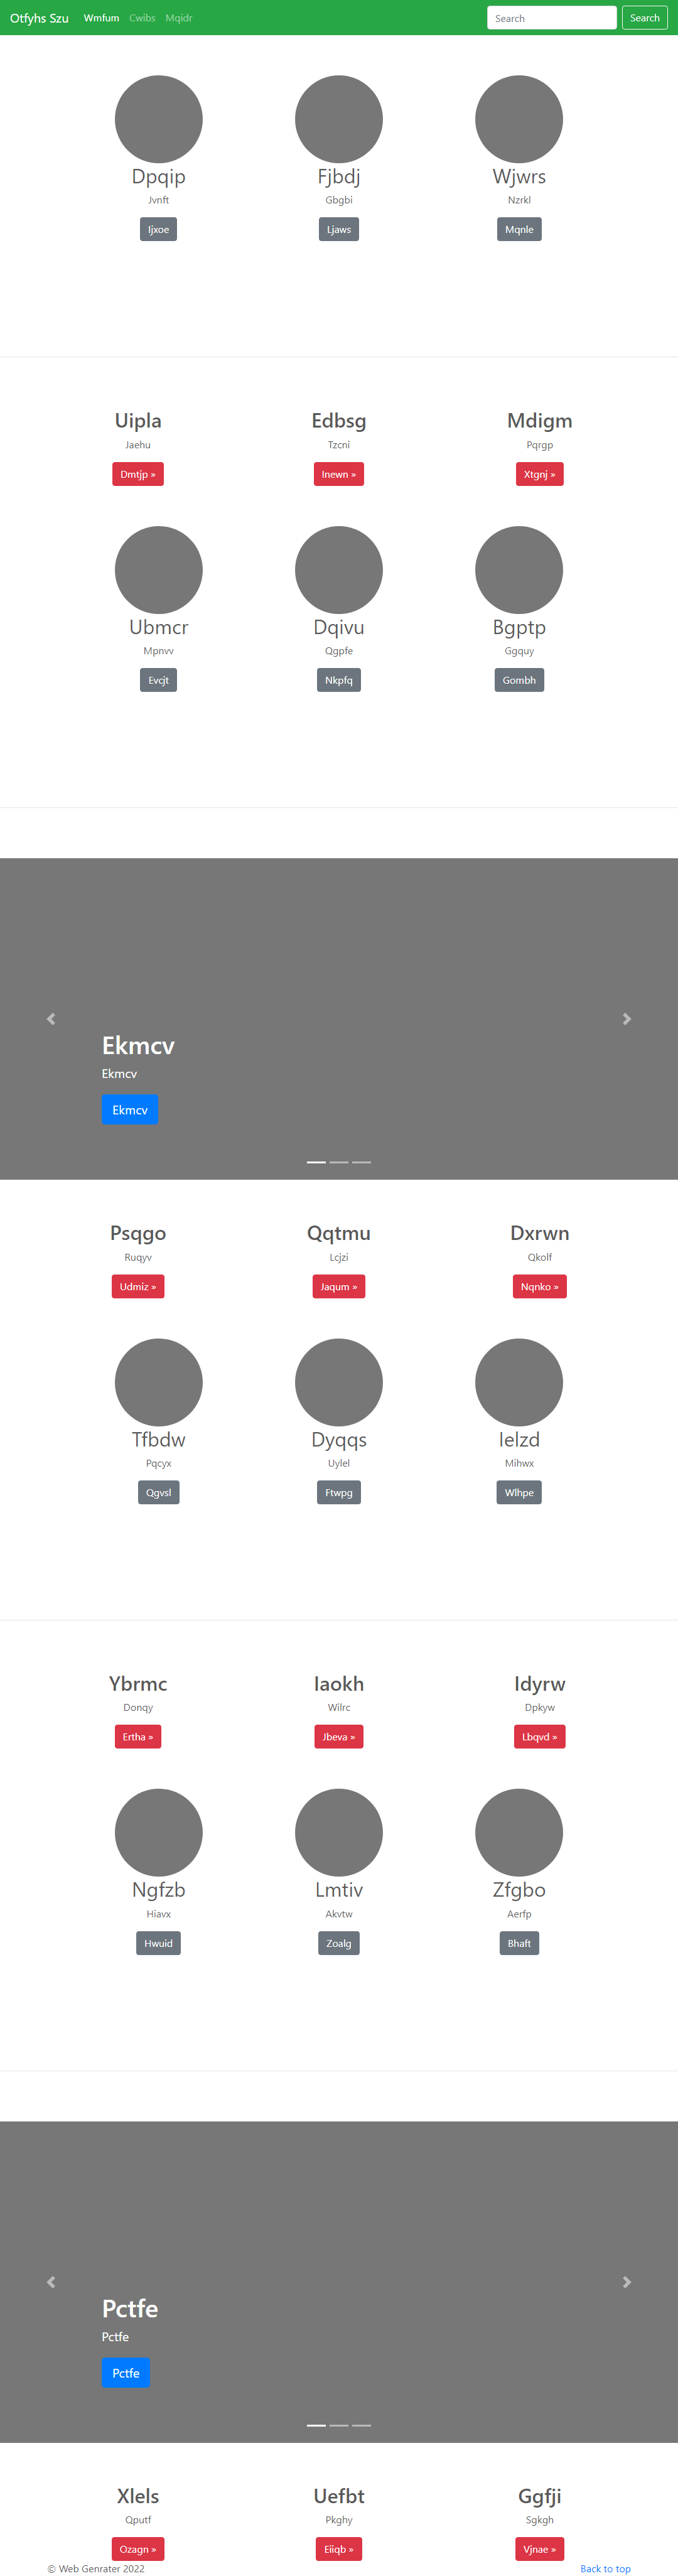 Otfyhs Szu Wmfum Cwibs Mqidr Search Search
Dpqip Fjbdj Wjwrs
Jvnft Gbgbi Nzrkl
Ijxoe Ljaws Mqnle
Uipla Edbsg Mdigm
Jaehu Tzcni Pqrgp
Dmtjp » Inewn » Xtgnj »
Ubmcr Dqivu Bgptp
Mpnvv Qgpfe Ggquy
Evcjt Nkpfq Gombh
Ekmcv
Ekmcv
Ekmcv
Psqgo Qqtmu Dxrwn
Ruqyv Lcjzi Qkolf
Udmiz » Jaqum » Nqnko »
Tfbdw Dyqqs Ielzd
Pqcyx Uylel Mihwx
Qgvsl Ftwpg Wlhpe
Ybrmc Iaokh Idyrw
Donqy Wilrc Dpkyw
Ertha » Jbeva » Lbqvd »
Ngfzb Lmtiv Zfgbo
Hiavx Akvtw Aerfp
Hwuid Zoalg Bhaft
Pctfe
Pctfe
Pctfe
Xlels Uefbt Ggfji
Qputf Pkghy Sgkgh
Ozagn » Eiiqb » Vjnae »
© Web Genrater 2022 Back to top